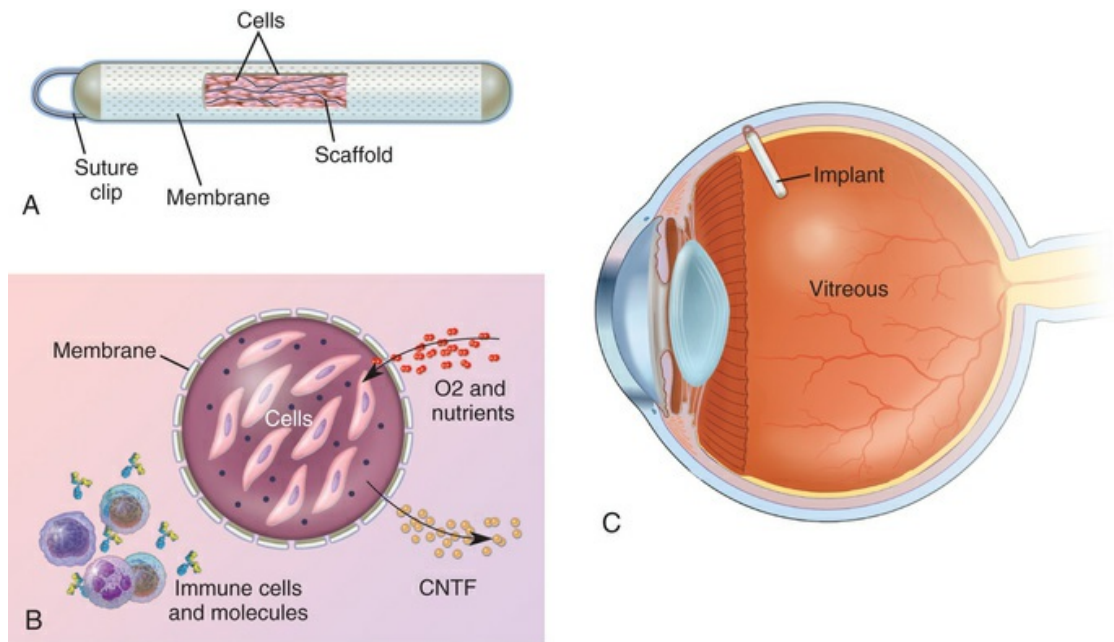 Cells
Scaffold
Suture
clip
Membrane
A
Membrane
Cells
O2 and
nutrients
CNTF
Immune cells
and molecules
B
Implant
Vitreous
C